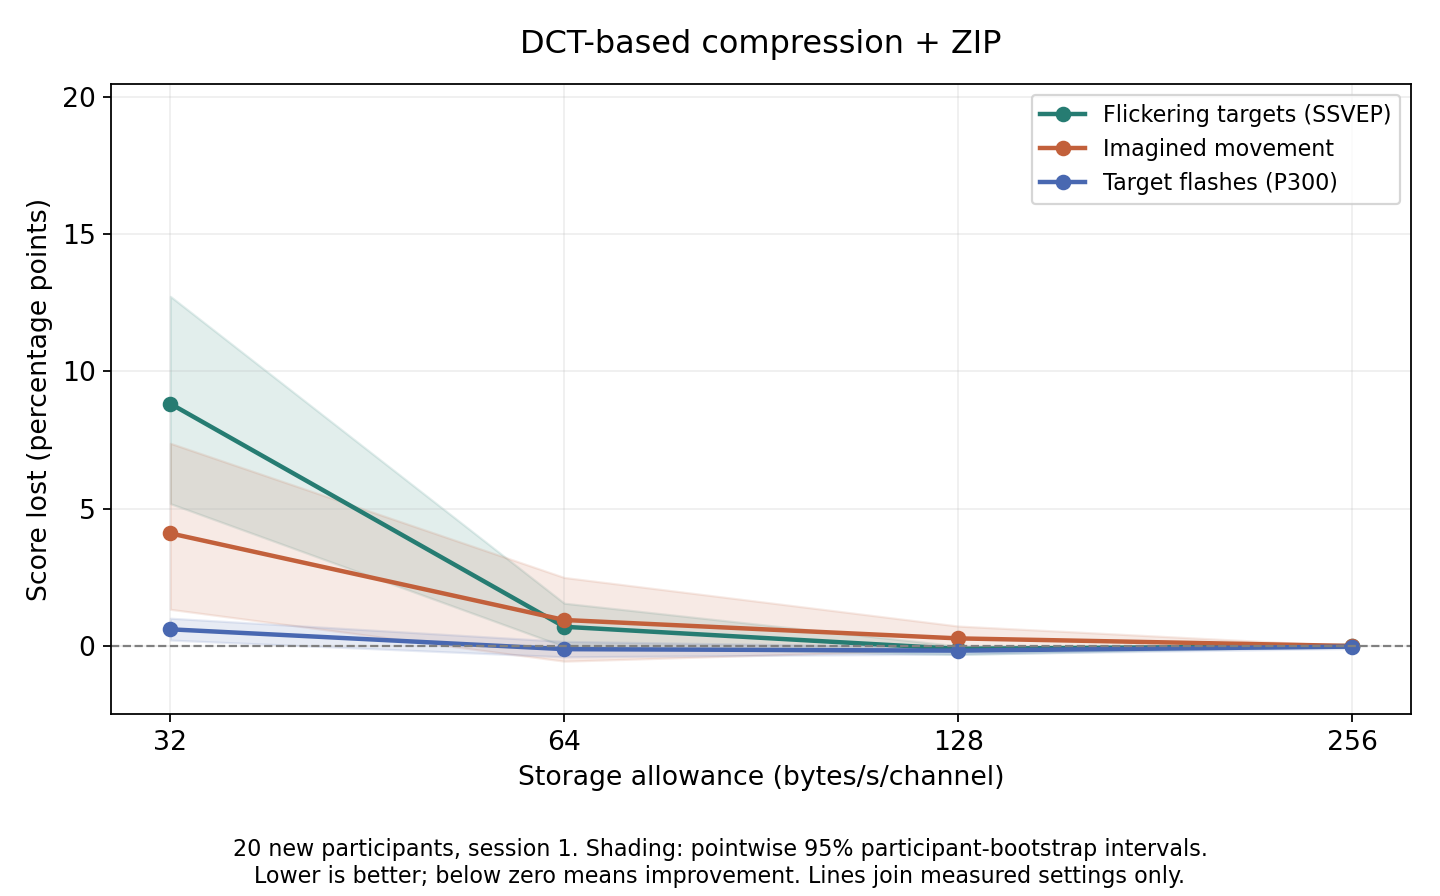 DCT-based compression + ZIP
20
15
10
5
0
Score lost (percentage points)
Flickering targets (SSVEP)
Imagined movement
Target flashes (P300)
32
64
128
256
Storage allowance (bytes/s/channel)
20 new participants, session 1. Shading: pointwise 95% participant-bootstrap intervals.
Lower is better; below zero means improvement. Lines join measured settings only.